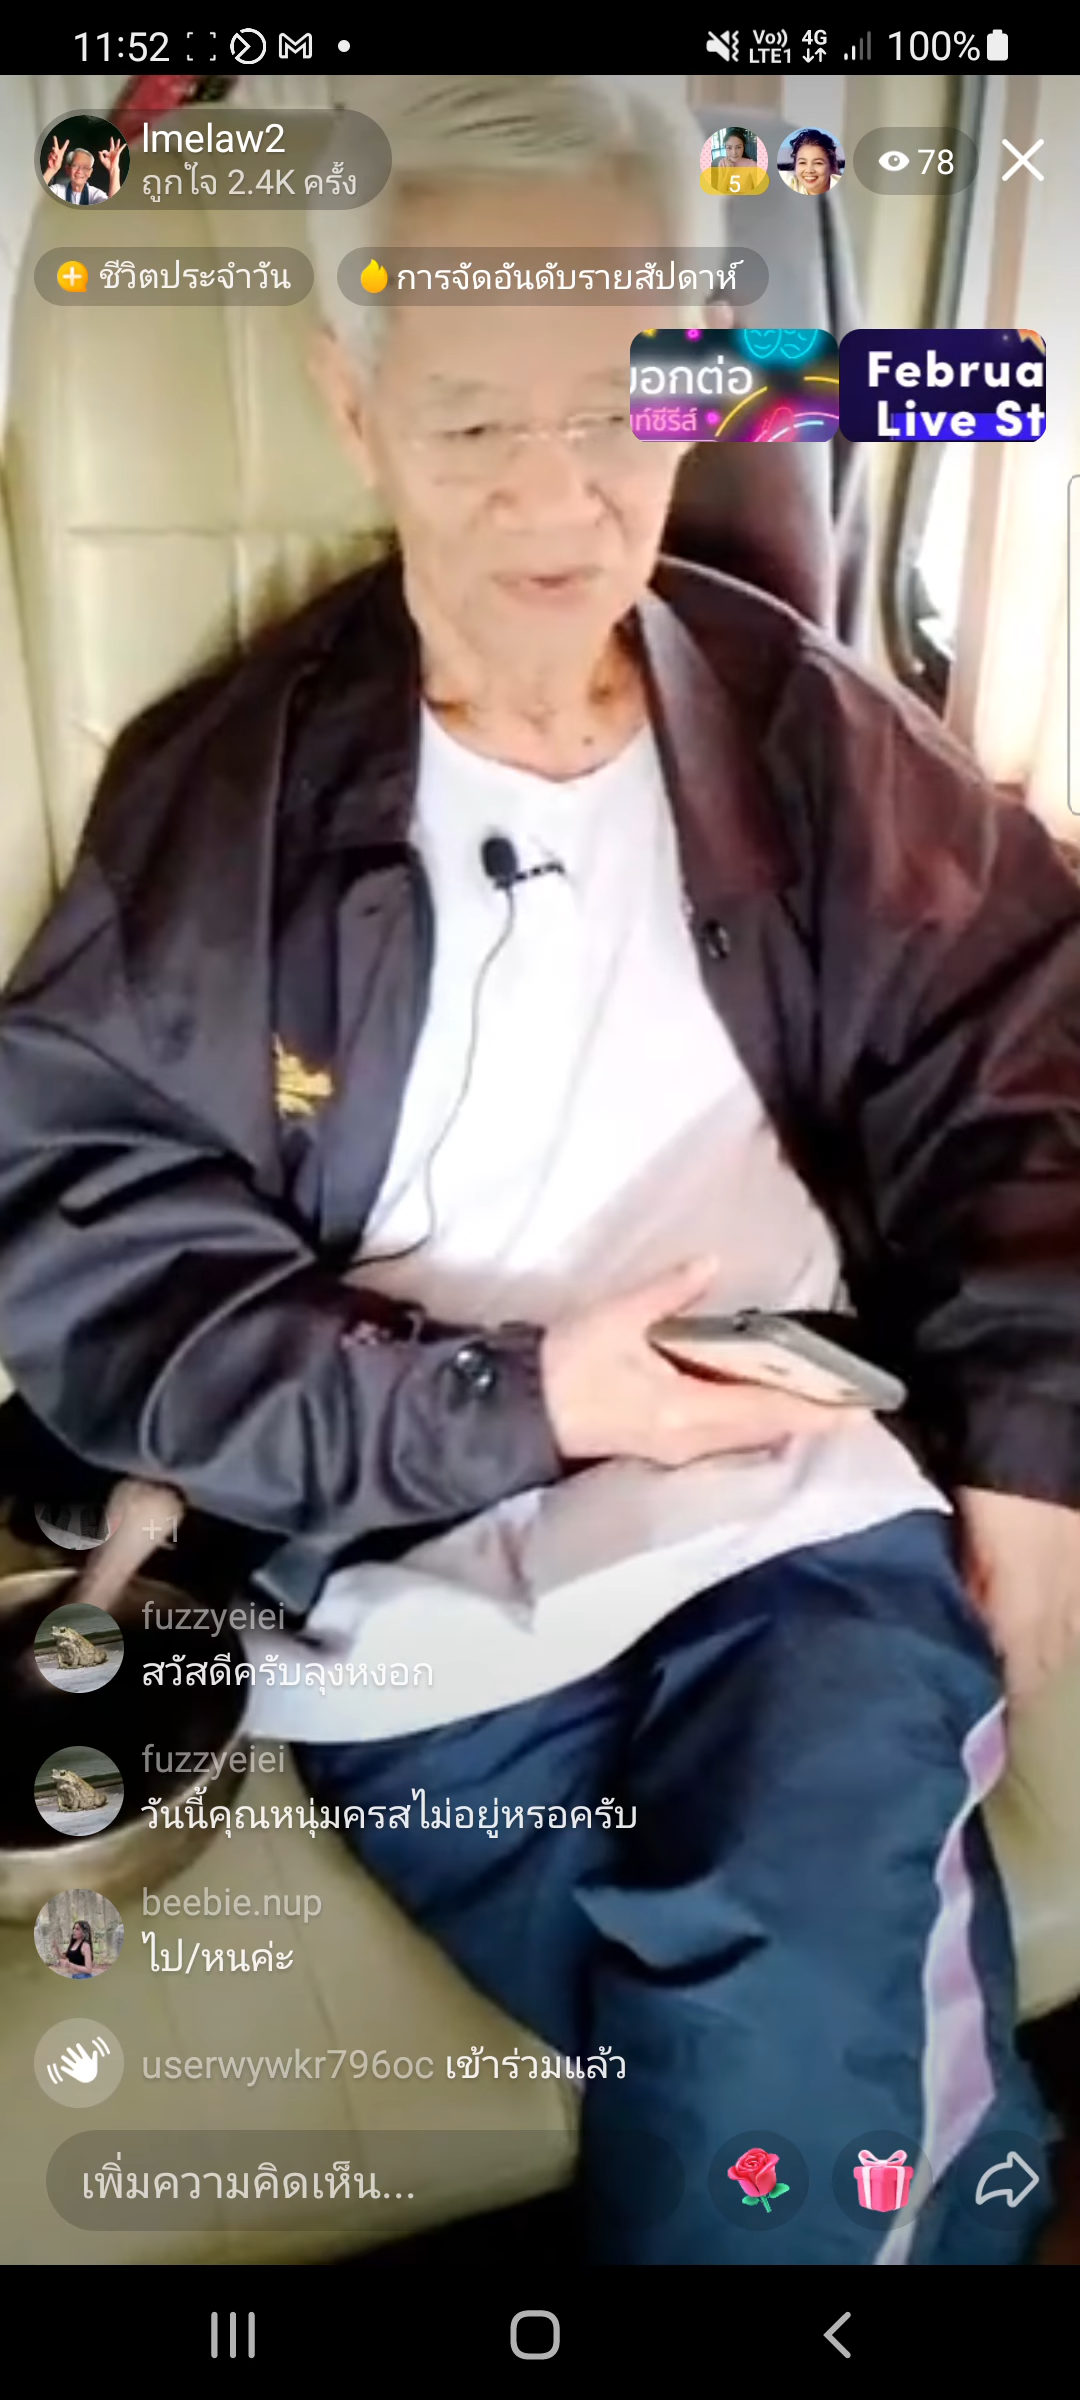 11:52
Vo)) LTE1 4G 100%
lmelaw2
ถูกใจ 2.4K ครั้ง
5
78
ชีวิตประจำวัน
การจัดอันดับรายสัปดาห์
บอกต่อ
Februa
Live St
+1
fuzzyeiei
สวัสดีครับลุงหงอก
fuzzyeiei
วันนี้คุณหนุ่มครสไม่อยู่หรอครับ
beebie.nup
ไป/หนค่ะ
userwywkr796oc เข้าร่วมแล้ว
เพิ่มความคิดเห็น...